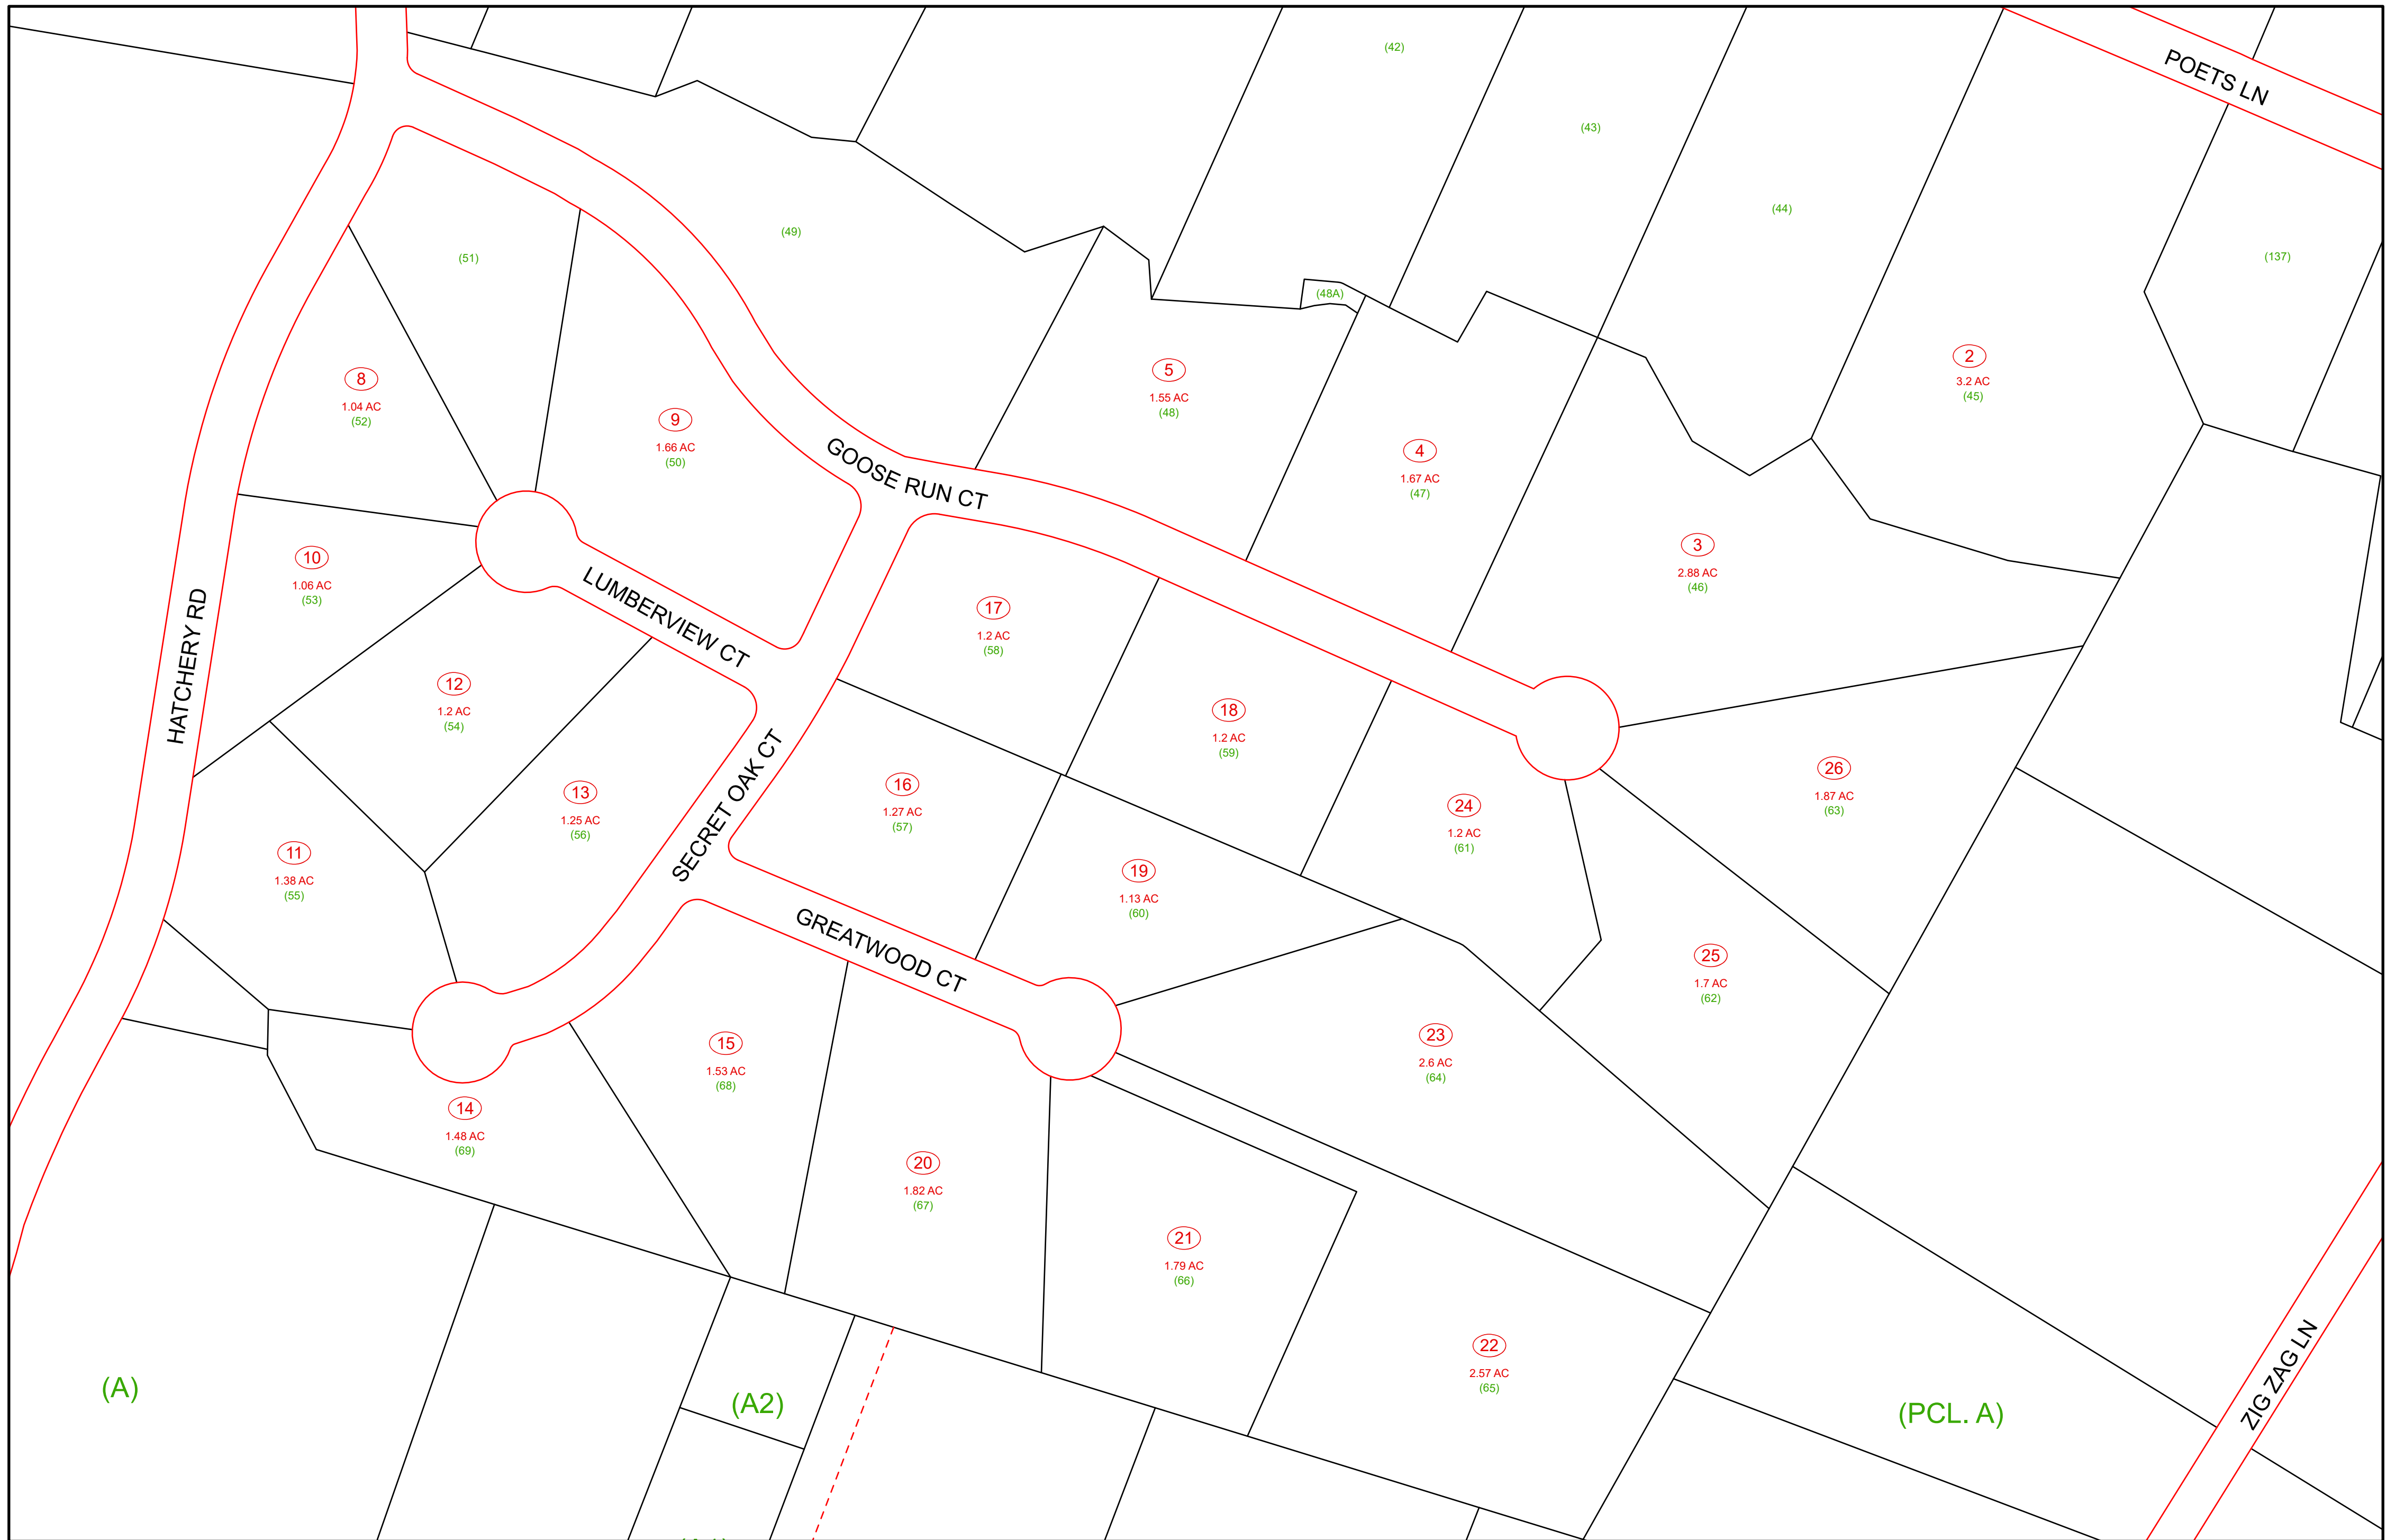 (42)
POETS LN
(43)
(44)
(49)
(51)
(137)
(48A)
2
3.2 AC
(45)
5
1.55 AC
(48)
8
1.04 AC
(52)
9
1.66 AC
(50)
GOOSE RUN CT
4
1.67 AC
(47)
3
2.88 AC
(46)
10
1.06 AC
(53)
HATCHERY RD
LUMBERVIEW CT
17
1.2 AC
(58)
12
1.2 AC
(54)
18
1.2 AC
(59)
SECRET OAK CT
16
1.27 AC
(57)
26
1.87 AC
(63)
13
1.25 AC
(56)
24
1.2 AC
(61)
11
1.38 AC
(55)
19
1.13 AC
(60)
GREATWOOD CT
25
1.7 AC
(62)
15
1.53 AC
(68)
23
2.6 AC
(64)
14
1.48 AC
(69)
20
1.82 AC
(67)
21
1.79 AC
(66)
22
2.57 AC
(65)
ZIG ZAG LN
(A)
(A2)
(PCL. A)